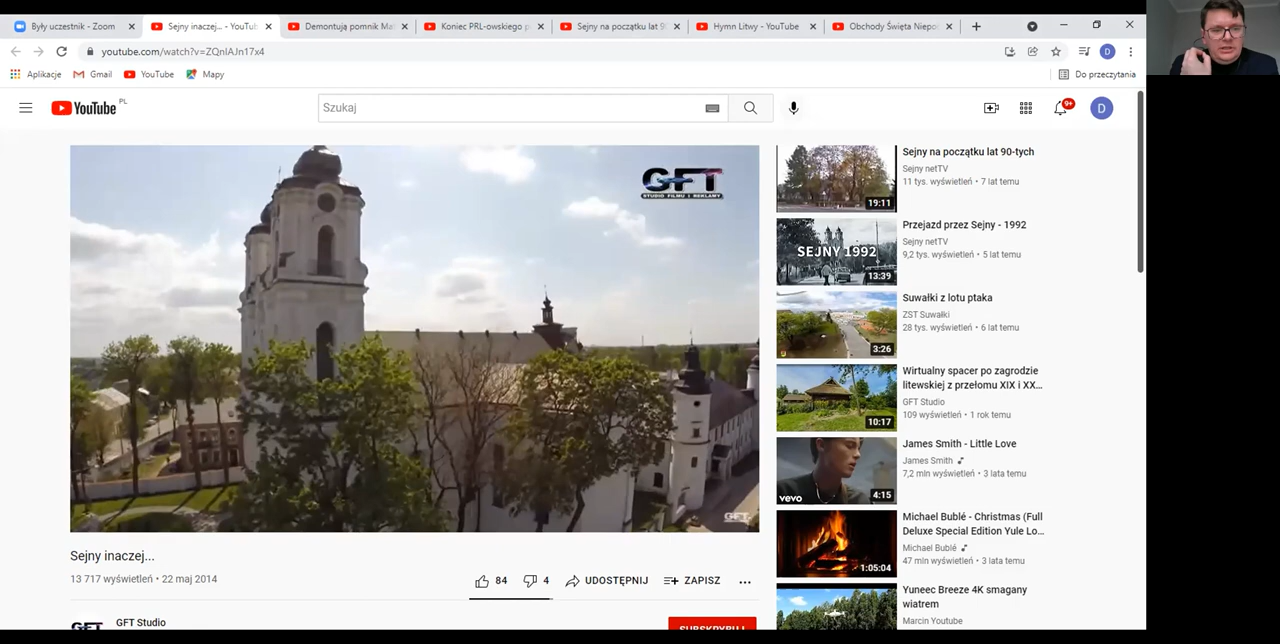 Były uczestnik - Zoom
Sejny inaczej... - YouTub
Demontują pomnik Ma
Koniec PRL-owskiego p
Sejny na początku lat 9
Hymn Litwy - YouTube
Obchody Święta Niepo
youtube.com/watch?v=ZQnIAJn17x4
D
Aplikacje
Gmail
YouTube
Mapy
Do przeczytania
YouTube PL
Szukaj
9+
D
GFT
STUDIO FILMU I REKLAMY
GFT
Sejny inaczej...
13 717 wyświetleń • 22 maj 2014
84
4
UDOSTĘPNIJ
ZAPISZ
GFT
GFT Studio
SUBSKRYBUJ
19:11
Sejny na początku lat 90-tych
Sejny netTV
11 tys. wyświetleń • 7 lat temu
SEJNY 1992
13:39
Przejazd przez Sejny - 1992
Sejny netTV
9,2 tys. wyświetleń • 5 lat temu
3:26
Suwałki z lotu ptaka
ZST Suwałki
28 tys. wyświetleń • 6 lat temu
10:17
Wirtualny spacer po zagrodzie
litewskiej z przełomu XIX i XX...
GFT Studio
109 wyświetleń • 1 rok temu
vevo
4:15
James Smith - Little Love
James Smith
7,2 mln wyświetleń • 3 lata temu
1:05:04
Michael Bublé - Christmas (Full
Deluxe Special Edition Yule Lo...
Michael Bublé
47 mln wyświetleń • 3 lata temu
Yuneec Breeze 4K smagany
wiatrem
Marcin Youtube